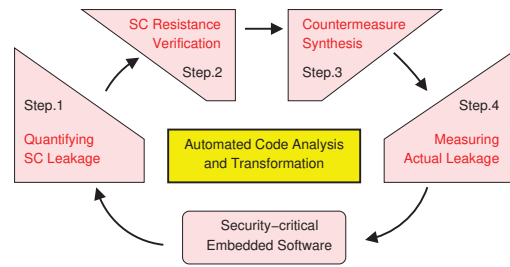 Step.1
Quantifying
SC Leakage
SC Resistance
Verification
Step.2
Countermeasure
Synthesis
Step.3
Step.4
Measuring
Actual Leakage
Automated Code Analysis
and Transformation
Security−critical
Embedded Software